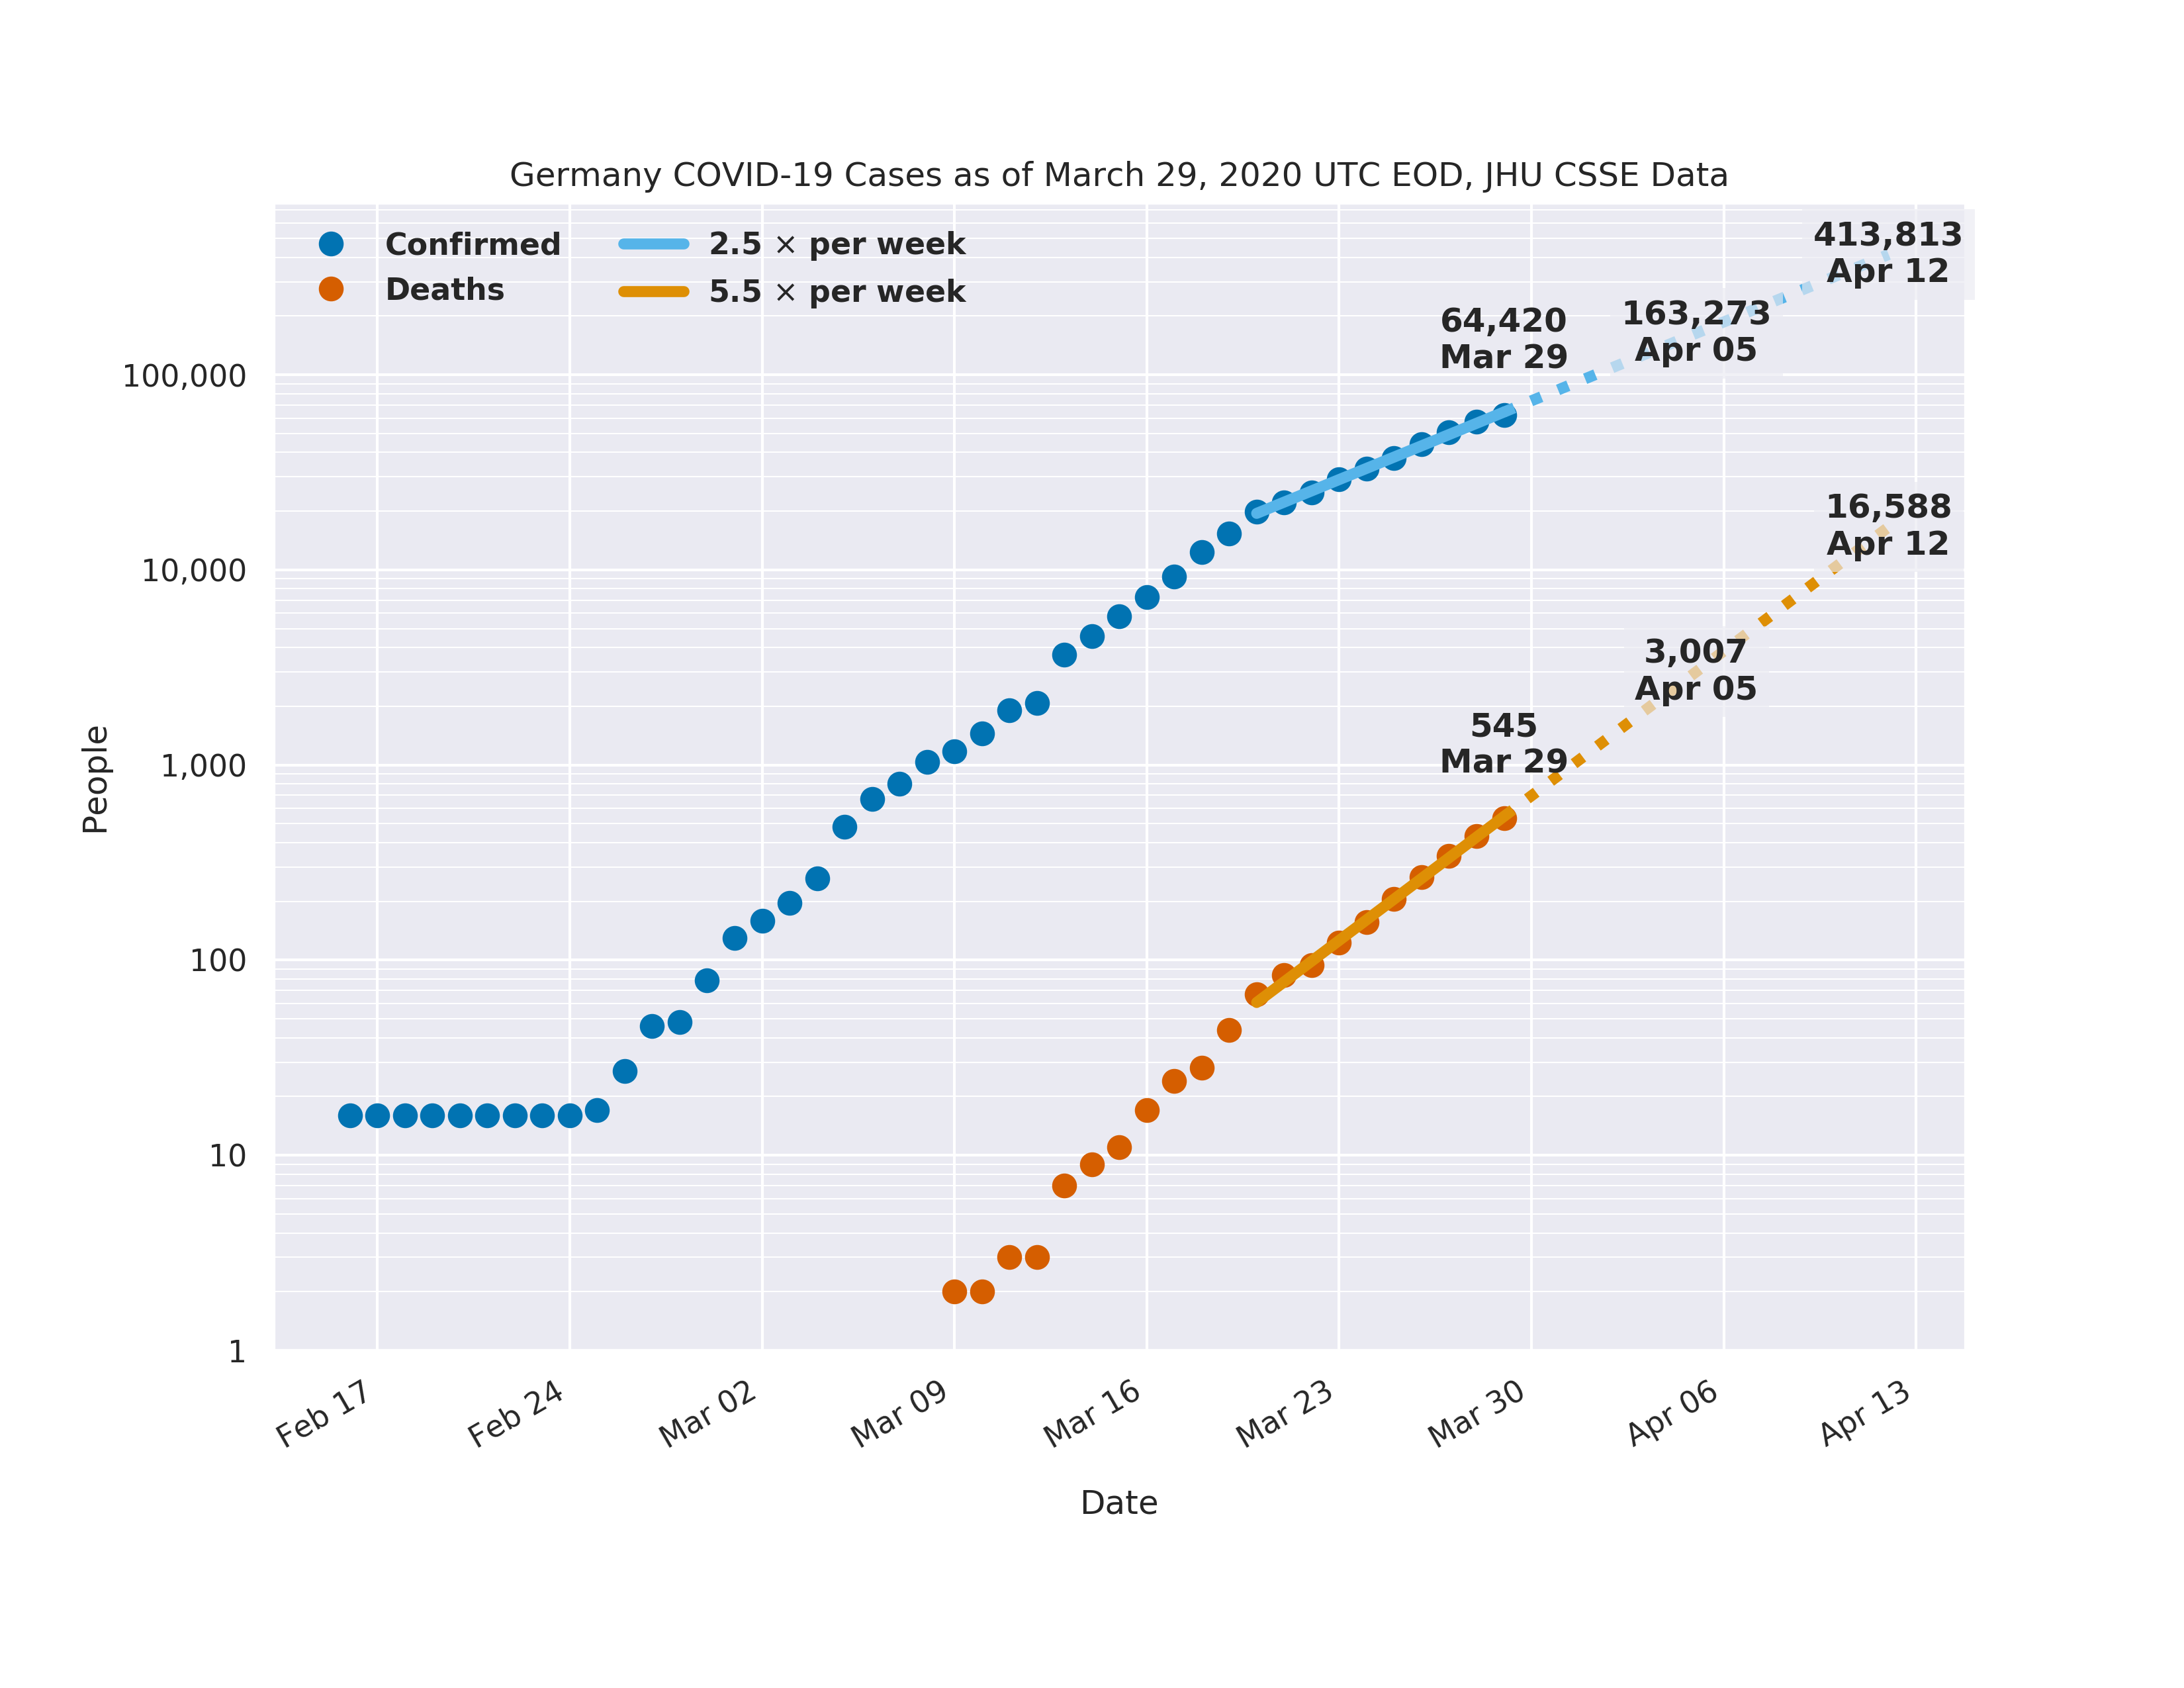 Germany COVID-19 Cases as of March 29, 2020 UTC EOD, JHU CSSE Data
Confirmed
Deaths
2.5 × per week
5.5 × per week
413,813
Apr 12
163,273
Apr 05
64,420
Mar 29
16,588
Apr 12
3,007
Apr 05
545
Mar 29
People
100,000
10,000
1,000
100
10
1
Feb 17
Feb 24
Mar 02
Mar 09
Mar 16
Mar 23
Mar 30
Apr 06
Apr 13
Date